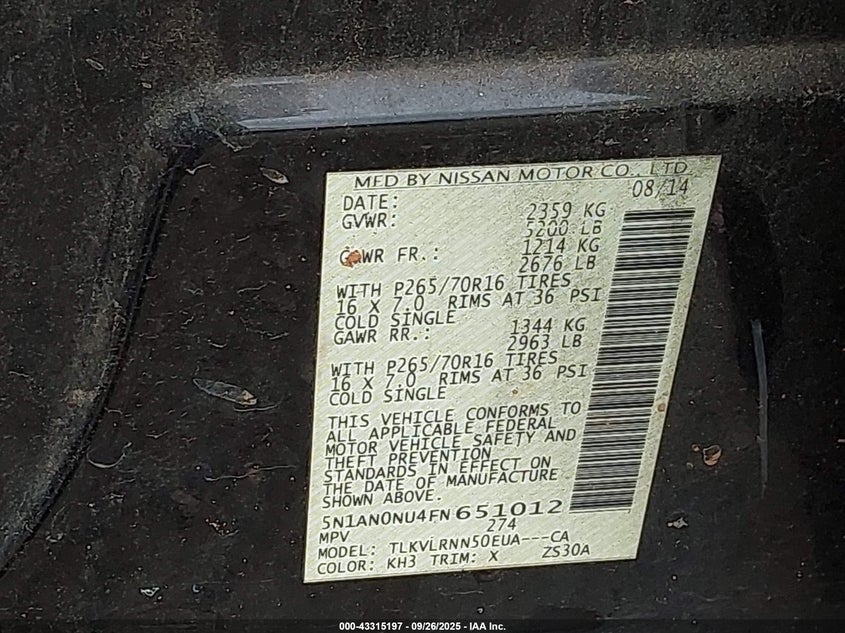 MFD BY NISSAN MOTOR CO., LTD
DATE: 08/14
GVWR: 2359 KG
5200 LB
GAWR FR.: 1214 KG
2676 LB
WITH P265/70R16 TIRES
16 X 7.0 RIMS AT 36 PSI
COLD SINGLE
GAWR RR.: 1344 KG
2963 LB
WITH P265/70R16 TIRES
16 X 7.0 RIMS AT 36 PSI
COLD SINGLE
THIS VEHICLE CONFORMS TO
ALL APPLICABLE FEDERAL
MOTOR VEHICLE SAFETY AND
THEFT PREVENTION
STANDARDS IN EFFECT ON
THE DATE OF MANUFACTURE
SHOWN ABOVE.
5N1AN0NU4FN651012
MPV 274
MODEL: TLKVLRNN50EUA---CA
COLOR: KH3 TRIM: X ZS30A
000-43315197 - 09/26/2025 - IAA Inc.